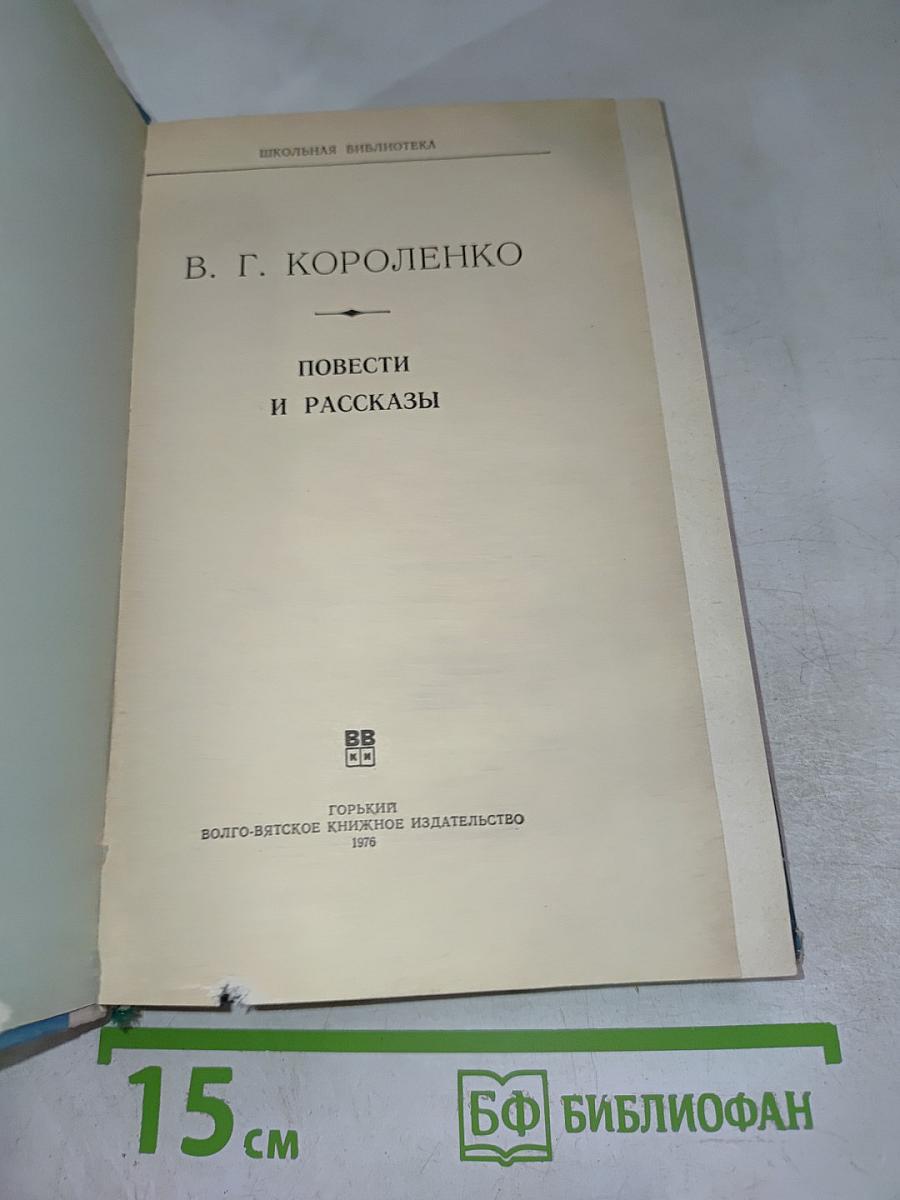 ШКОЛЬНАЯ БИБЛИОТЕКА
В. Г. КОРОЛЕНКО
ПОВЕСТИ
И РАССКАЗЫ
ВВ
КИ
ГОРЬКИЙ
ВОЛГО-ВЯТСКОЕ КНИЖНОЕ ИЗДАТЕЛЬСТВО
1976
15 см
БФ БИБЛИОФАН